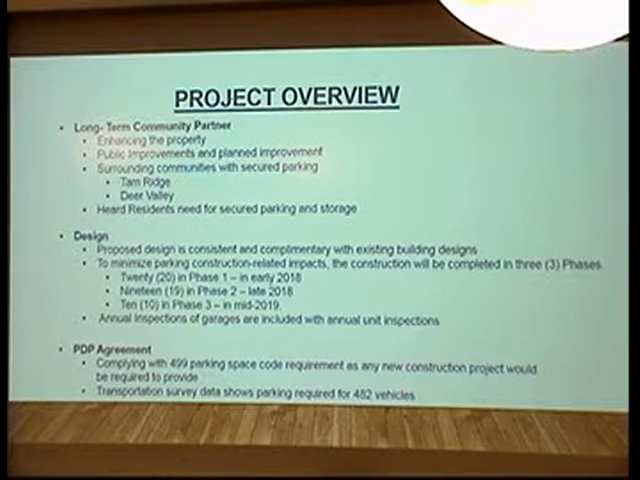 PROJECT OVERVIEW
• Long- Term Community Partner
• Enhancing the property
• Public Improvements and planned improvement
• Surrounding communities with secured parking
• Tam Ridge
• Deer Valley
• Heard Residents need for secured parking and storage
• Design
• Proposed design is consistent and complimentary with existing building designs
• To minimize parking construction-related impacts, the construction will be completed in three (3) Phases.
• Twenty (20) in Phase 1 – in early 2018
• Nineteen (19) in Phase 2 – late 2018
• Ten (10) in Phase 3 – in mid-2019
• Annual Inspections of garages are included with annual unit inspections
• PDP Agreement
• Complying with 499 parking space code requirement as any new construction project would
be required to provide
• Transportation survey data shows parking required for 482 vehicles